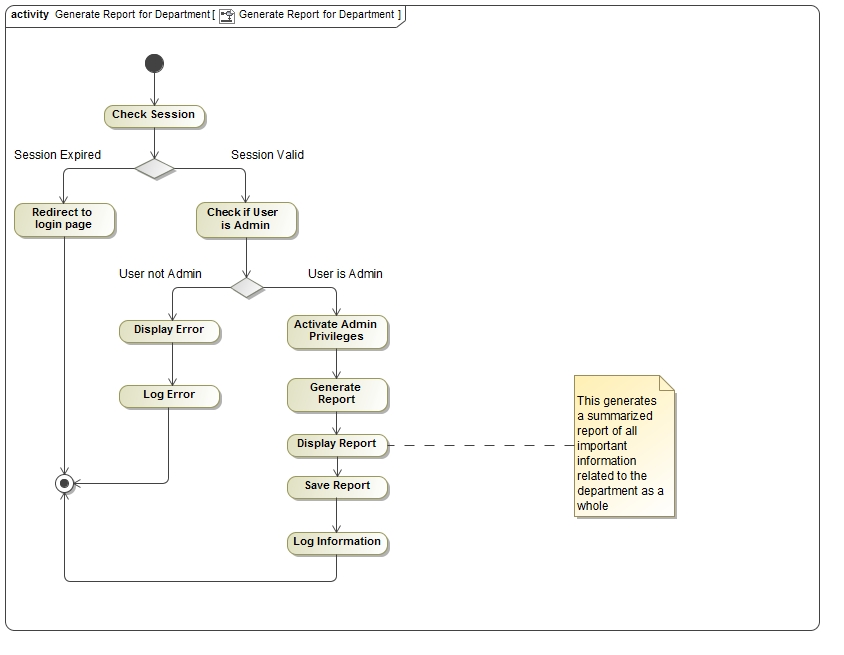 activity Generate Report for Department [ Generate Report for Department ]
Check Session
Session Expired
Session Valid
Redirect to
login page
Check if User
is Admin
User not Admin
User is Admin
Display Error
Activate Admin
Privileges
Log Error
Generate
Report
Display Report
Save Report
Log Information
This generates
a summarized
report of all
important
information
related to the
department as a
whole